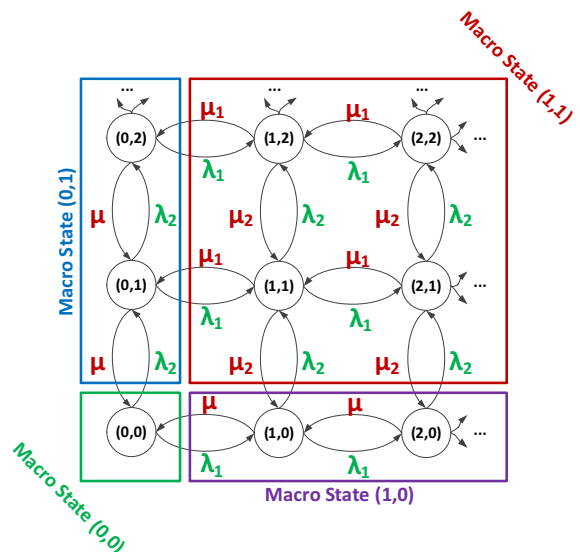 ... ... ...
Macro State (1,1)
μ₁ μ₁
(0,2) (1,2) (2,2) ...
λ₁ λ₁
Macro State (0,1)
μ λ₂ μ₂ λ₂ μ₂ λ₂
μ₁ μ₁
(0,1) (1,1) (2,1) ...
λ₁ λ₁
μ λ₂ μ₂ λ₂ μ₂ λ₂
μ μ
(0,0) (1,0) (2,0) ...
λ₁ λ₁
Macro State (0,0)
Macro State (1,0)